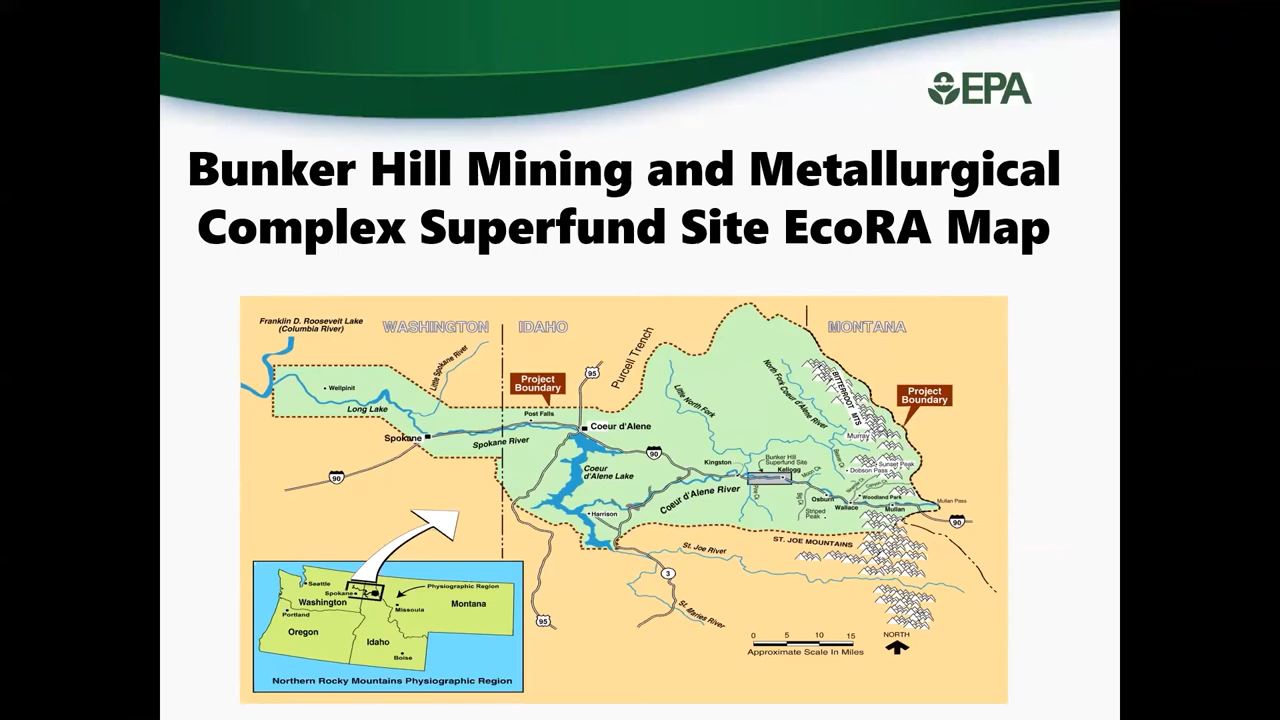 EPA
Bunker Hill Mining and Metallurgical
Complex Superfund Site EcoRA Map
Franklin D. Roosevelt Lake
(Columbia River)
WASHINGTON
IDAHO
MONTANA
Little Spokane River
Purcell Trench
95
Project
Boundary
Project
Boundary
Wellpinit
Long Lake
Post Falls
Little North Fork
North Fork Coeur d'Alene River
BITTERROOT MTS
Spokane
Spokane River
Coeur d'Alene
Murray
90
90
Coeur
d'Alene Lake
Kingston
Bunker Hill
Superfund Site
Kellogg
Sunset Peak
Dobson Pass
Coeur d'Alene River
Osburn
Woodland Park
Wallace
Mullan
Mullan Pass
Striped
Peak
Harrison
90
ST. JOE MOUNTAINS
St. Joe River
3
St. Maries River
95
Seattle
Spokane
Washington
Physiographic Region
Portland
Missoula
Montana
Oregon
Idaho
Boise
Northern Rocky Mountains Physiographic Region
0 5 10 15
Approximate Scale In Miles
NORTH